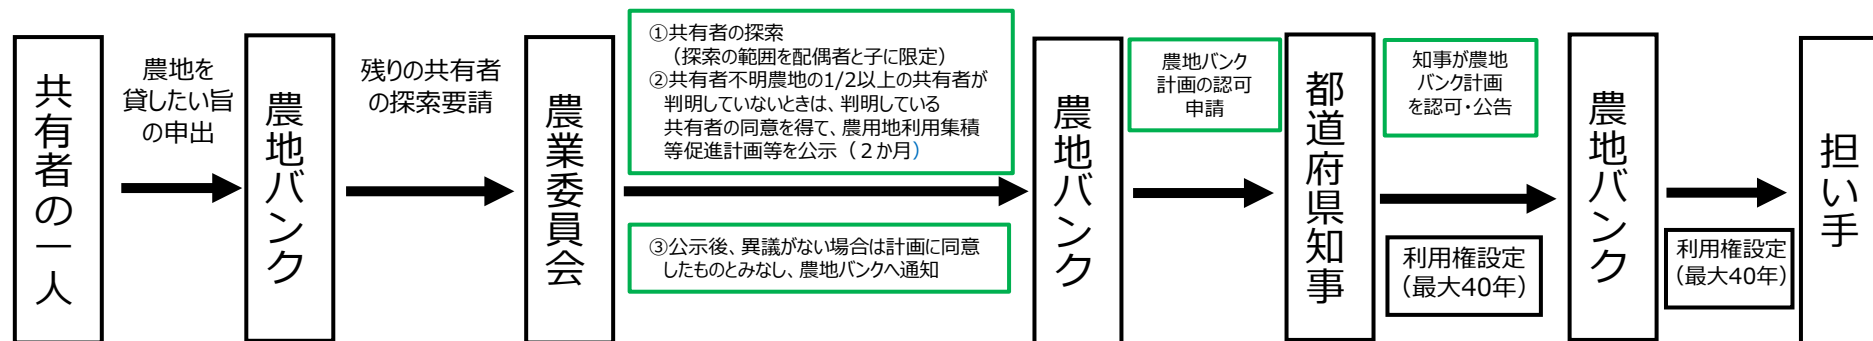 共有者の一人
農地を
貸したい旨
の申出
農地バンク
残りの共有者
の探索要請
農業委員会
①共有者の探索
（探索の範囲を配偶者と子に限定）
②共有者不明農地の1/2以上の共有者が
判明していないときは、判明している
共有者の同意を得て、農用地利用集積
等促進計画等を公示（２か月）
③公示後、異議がない場合は計画に同意
したものとみなし、農地バンクへ通知
農地バンク
農地バンク
計画の認可
申請
都道府県知事
知事が農地
バンク計画
を認可・公告
利用権設定
（最大40年）
農地バンク
利用権設定
（最大40年）
担い手